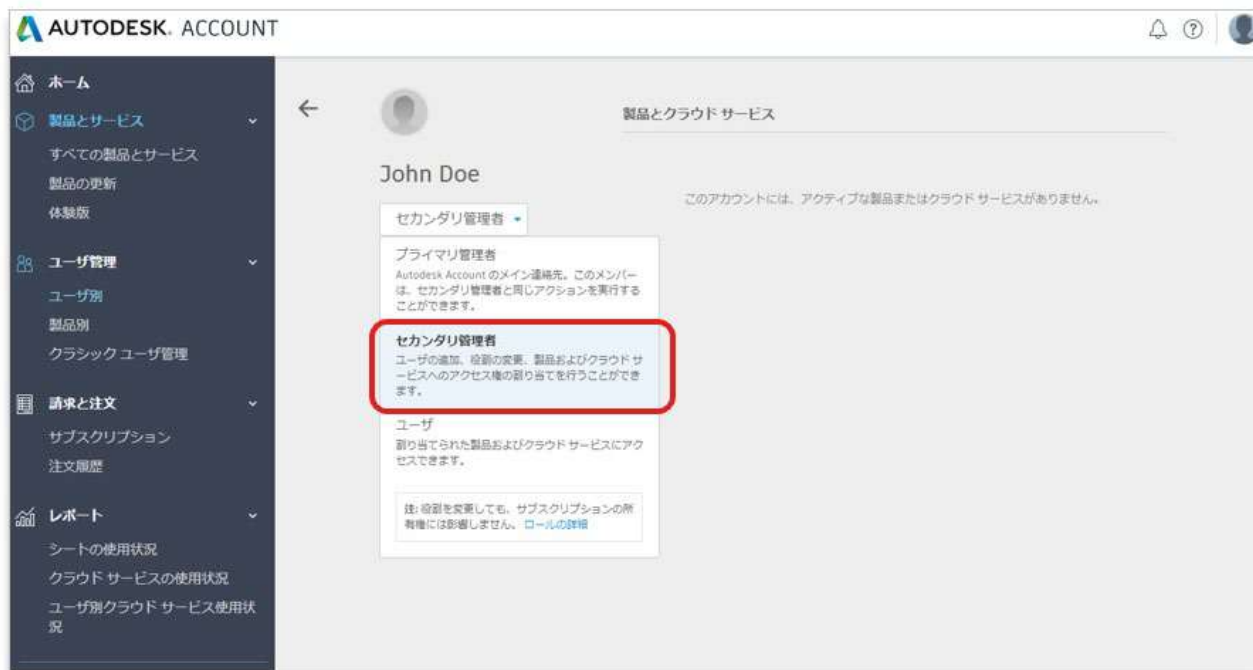 AUTODESK. ACCOUNT
ホーム
製品とサービス
すべての製品とサービス
製品の更新
体験版
ユーザ管理
ユーザ別
製品別
クラシック ユーザ管理
請求と注文
サブスクリプション
注文履歴
レポート
シートの使用状況
クラウド サービスの使用状況
ユーザ別クラウド サービス使用状
況
John Doe
セカンダリ管理者
プライマリ管理者
Autodesk Account のメイン連絡先。このメンバー
は、セカンダリ管理者と同じアクションを実行する
ことができます。
セカンダリ管理者
ユーザの追加、役割の変更、製品およびクラウド サ
ービスへのアクセス権の割り当てを行うことができ
ます。
ユーザ
割り当てられた製品およびクラウド サービスにアク
セスできます。
注: 役割を変更しても、サブスクリプションの所
有権には影響しません。 ロールの詳細
製品とクラウド サービス
このアカウントには、アクティブな製品またはクラウド サービスがありません。